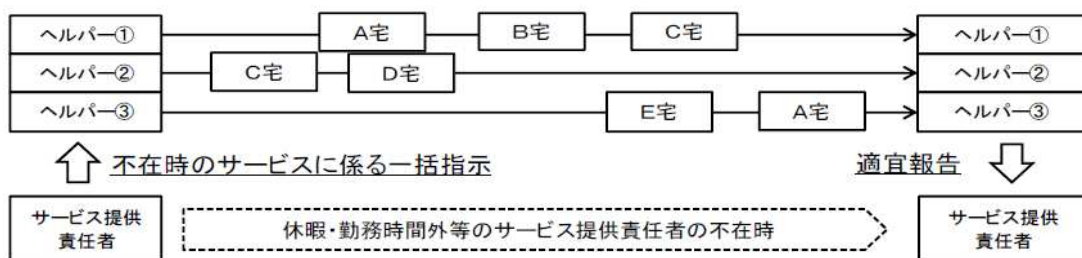 ヘルパー① A宅 B宅 C宅 ヘルパー①
ヘルパー② C宅 D宅 ヘルパー②
ヘルパー③ E宅 A宅 ヘルパー③
不在時のサービスに係る一括指示 適宜報告
サービス提供
責任者
休暇・勤務時間外等のサービス提供責任者の不在時
サービス提供
責任者